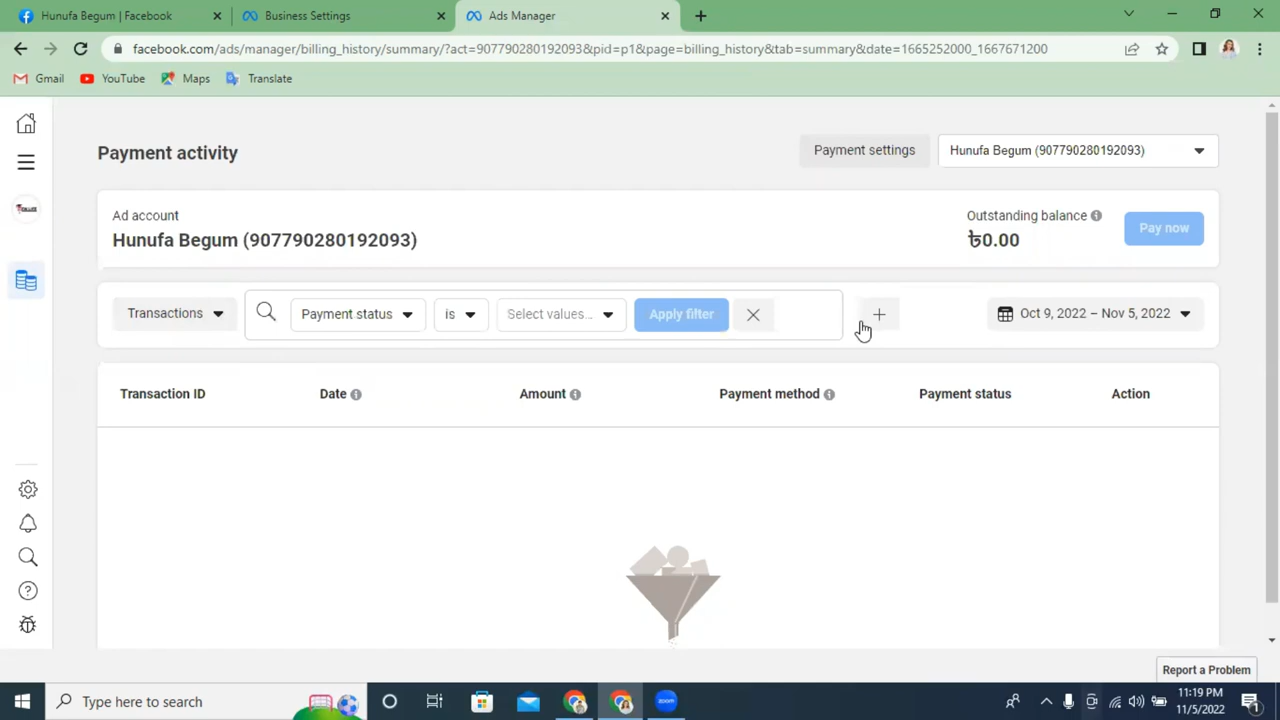 Hunufa Begum | Facebook
Business Settings
Ads Manager
facebook.com/ads/manager/billing_history/summary/?act=907790280192093&pid=p1&page=billing_history&tab=summary&date=1665252000_1667671200
Gmail
YouTube
Maps
Translate
Payment activity
Payment settings
Hunufa Begum (907790280192093)
Ad account
Hunufa Begum (907790280192093)
Outstanding balance
৳0.00
Pay now
Transactions
Payment status
is
Select values...
Apply filter
Oct 9, 2022 – Nov 5, 2022
Transaction ID
Date
Amount
Payment method
Payment status
Action
Report a Problem
Type here to search
zoom
11:19 PM
11/5/2022
1